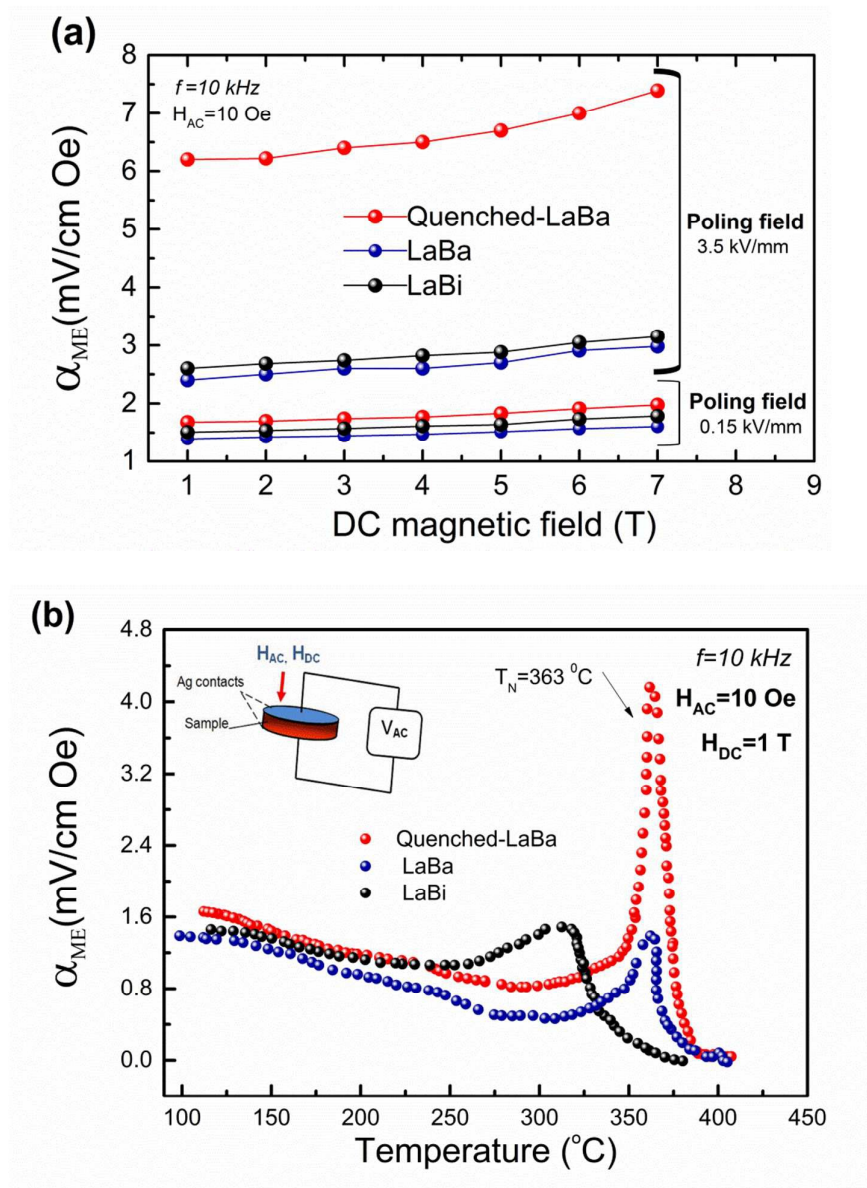 (a)
8
7
6
5
4
3
2
1
α_ME(mV/cm Oe)
f=10 kHz
H_AC=10 Oe
Quenched-LaBa
LaBa
LaBi
Poling field
3.5 kV/mm
Poling field
0.15 kV/mm
1 2 3 4 5 6 7 8 9
DC magnetic field (T)
(b)
4.8
4.0
3.2
2.4
1.6
0.8
0.0
α_ME(mV/cm Oe)
H_AC, H_DC
Ag contacts
Sample
V_AC
T_N=363 °C
f=10 kHz
H_AC=10 Oe
H_DC=1 T
Quenched-LaBa
LaBa
LaBi
100 150 200 250 300 350 400 450
Temperature (°C)